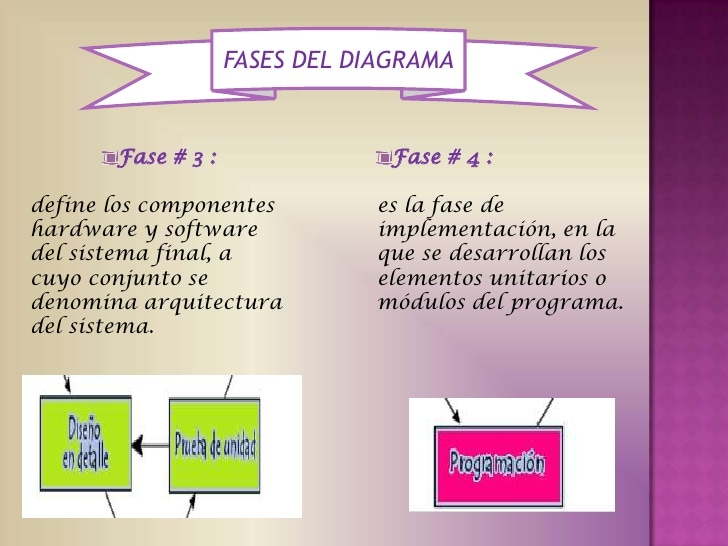 FASES DEL DIAGRAMA
Fase # 3 :
define los componentes
hardware y software
del sistema final, a
cuyo conjunto se
denomina arquitectura
del sistema.
Diseño
en detalle
Prueba de unidad
Fase # 4 :
es la fase de
implementación, en la
que se desarrollan los
elementos unitarios o
módulos del programa.
Programación